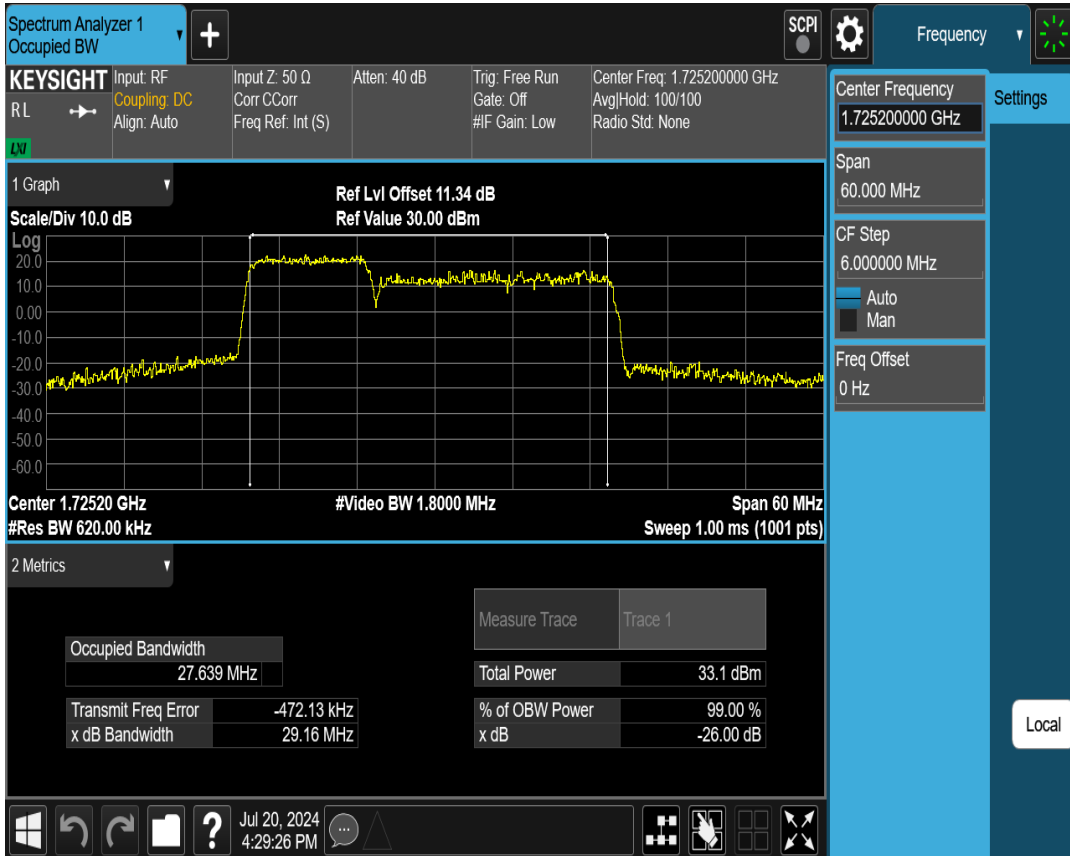 Spectrum Analyzer 1
Occupied BW
+
SCPI
Frequency
KEYSIGHT
R L
LXI
Input: RF
Coupling: DC
Align: Auto
Input Z: 50 Ω
Corr CCorr
Freq Ref: Int (S)
Atten: 40 dB
Trig: Free Run
Gate: Off
#IF Gain: Low
Center Freq: 1.725200000 GHz
Avg|Hold: 100/100
Radio Std: None
Center Frequency
1.725200000 GHz
Settings
Span
60.000 MHz
CF Step
6.000000 MHz
Auto
Man
Freq Offset
0 Hz
Local
1 Graph
Scale/Div 10.0 dB
Ref Lvl Offset 11.34 dB
Ref Value 30.00 dBm
Log
20.0
10.0
0.00
-10.0
-20.0
-30.0
-40.0
-50.0
-60.0
Center 1.72520 GHz
#Video BW 1.8000 MHz
Span 60 MHz
#Res BW 620.00 kHz
Sweep 1.00 ms (1001 pts)
2 Metrics
Measure Trace
Trace 1
Occupied Bandwidth
27.639 MHz
Total Power
33.1 dBm
Transmit Freq Error
-472.13 kHz
% of OBW Power
99.00 %
x dB Bandwidth
29.16 MHz
x dB
-26.00 dB
?
Jul 20, 2024
4:29:26 PM